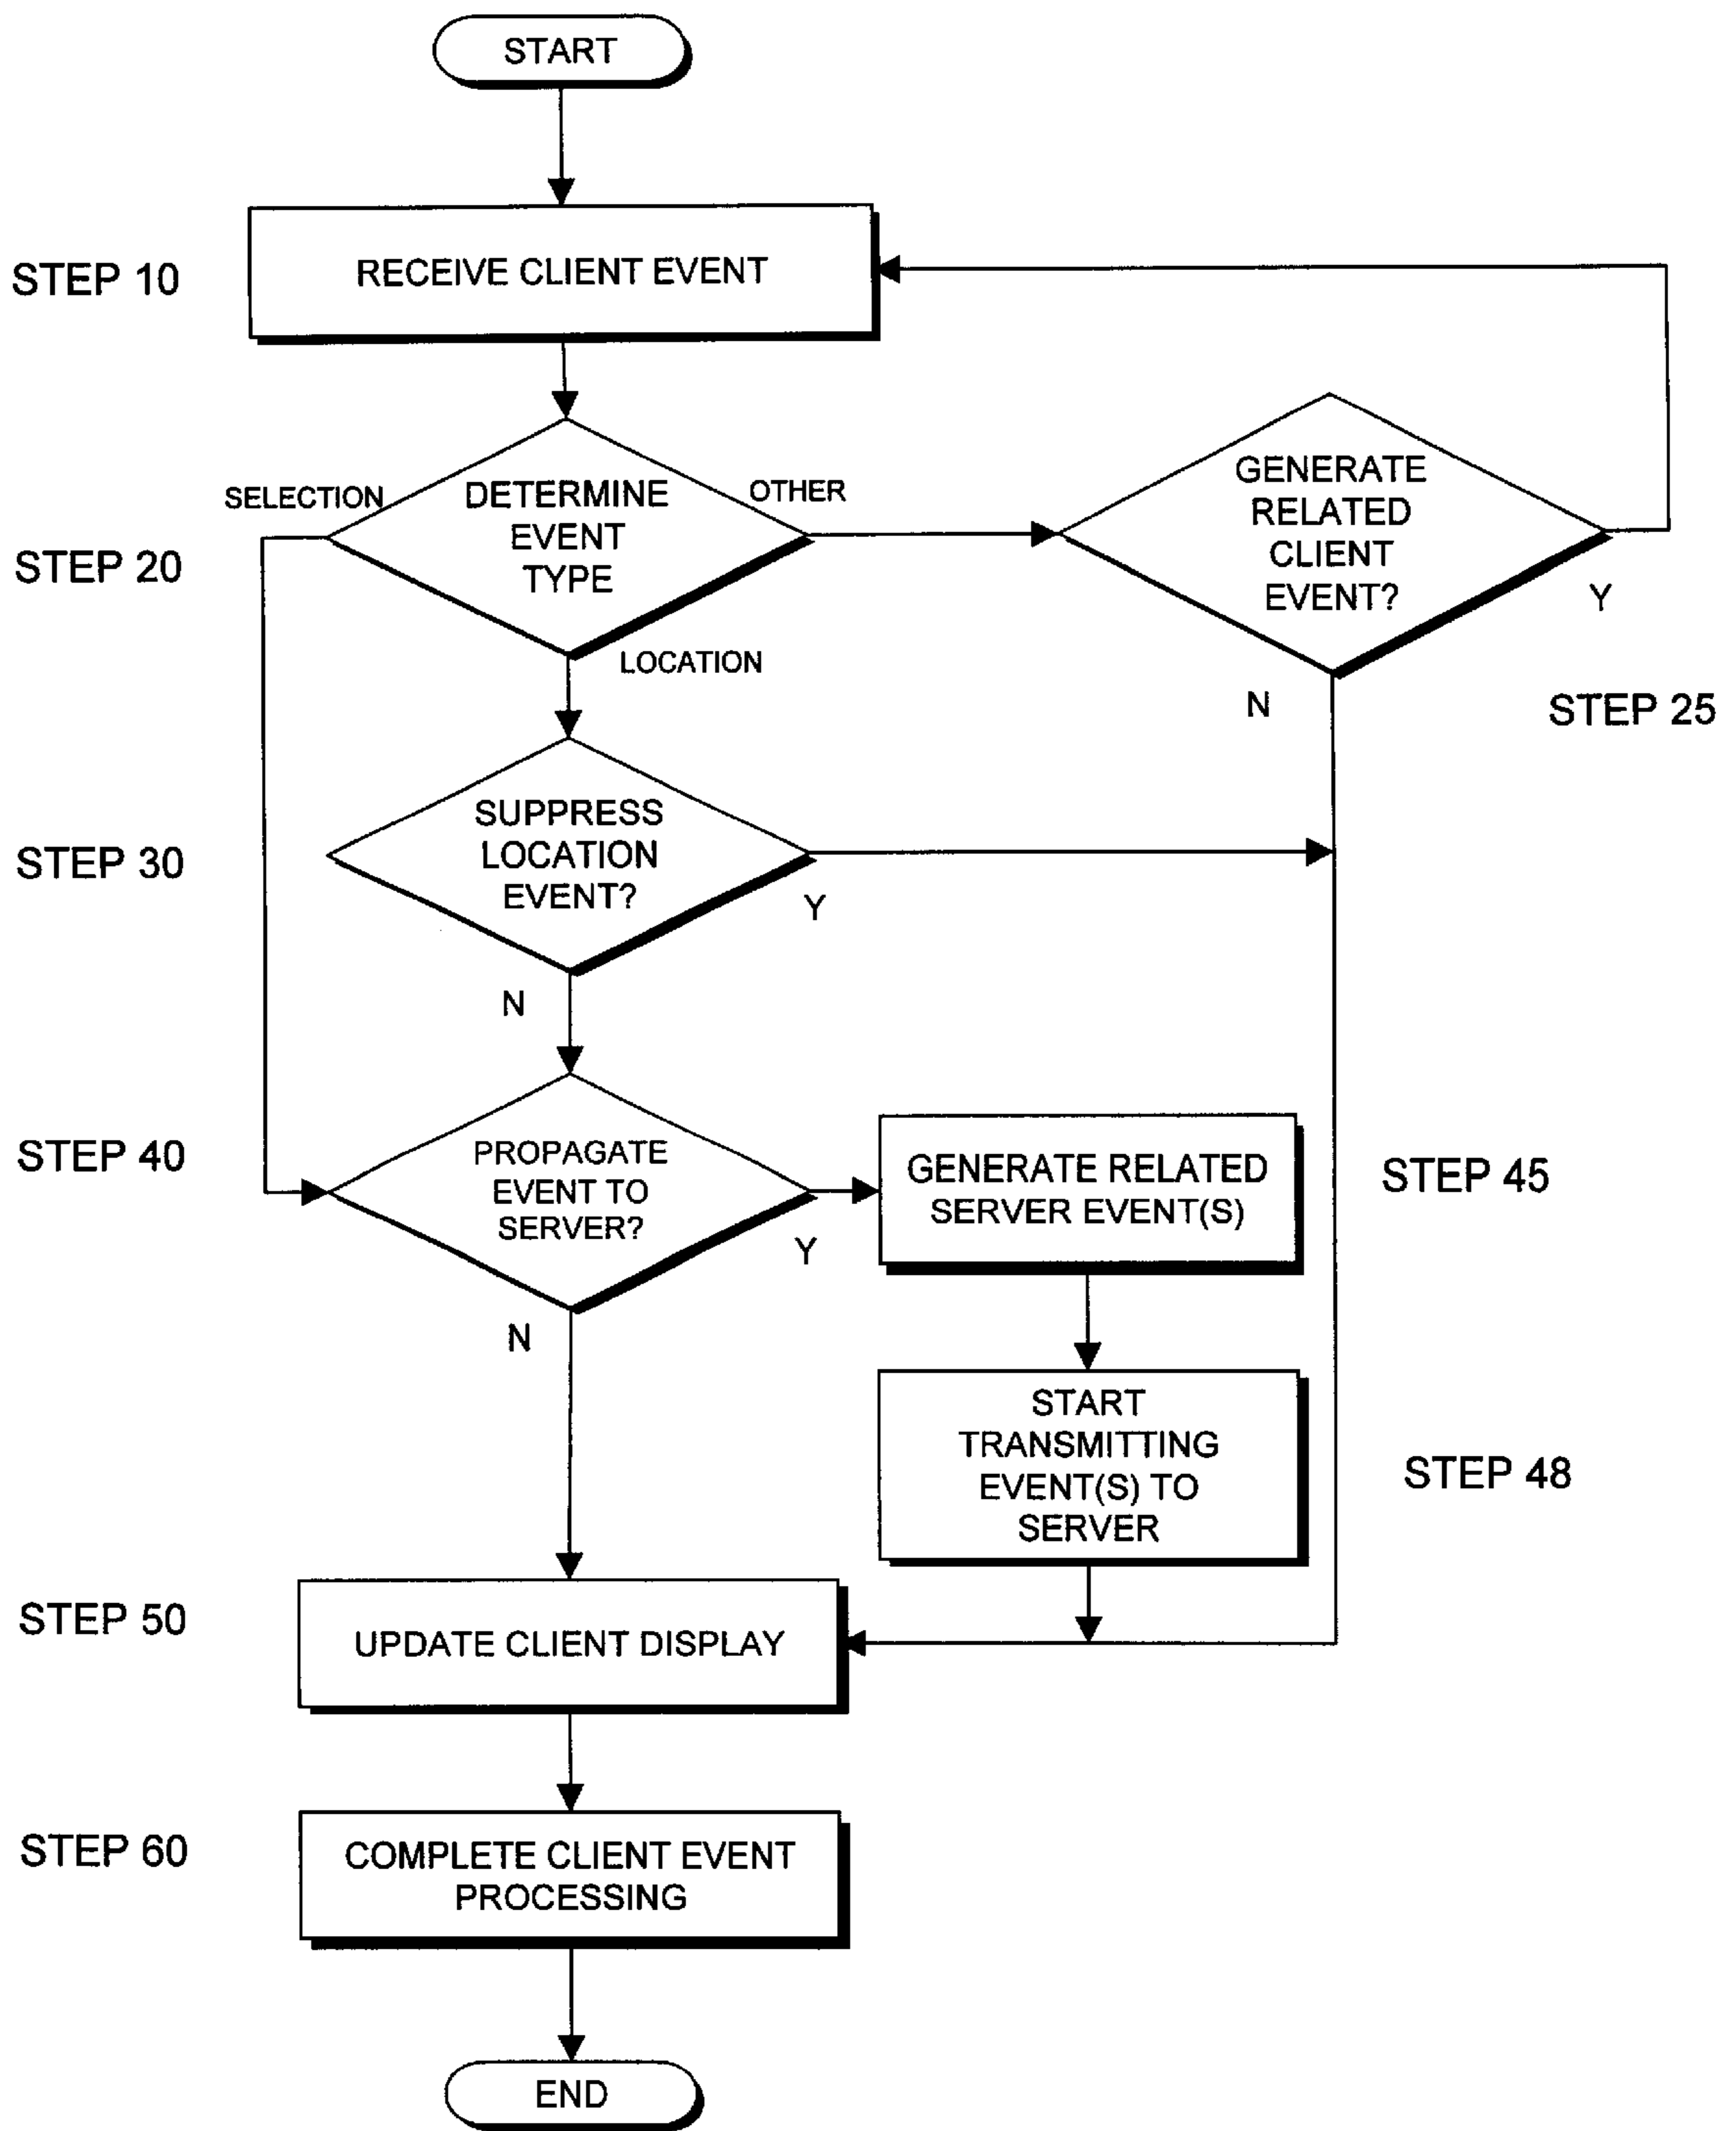 START
STEP 10
RECEIVE CLIENT EVENT
STEP 20
SELECTION
DETERMINE
EVENT
TYPE
OTHER
LOCATION
GENERATE
RELATED
CLIENT
EVENT?
Y
N
STEP 25
STEP 30
SUPPRESS
LOCATION
EVENT?
Y
N
STEP 40
PROPAGATE
EVENT TO
SERVER?
Y
N
GENERATE RELATED
SERVER EVENT(S)
STEP 45
START
TRANSMITTING
EVENT(S) TO
SERVER
STEP 48
STEP 50
UPDATE CLIENT DISPLAY
STEP 60
COMPLETE CLIENT EVENT
PROCESSING
END